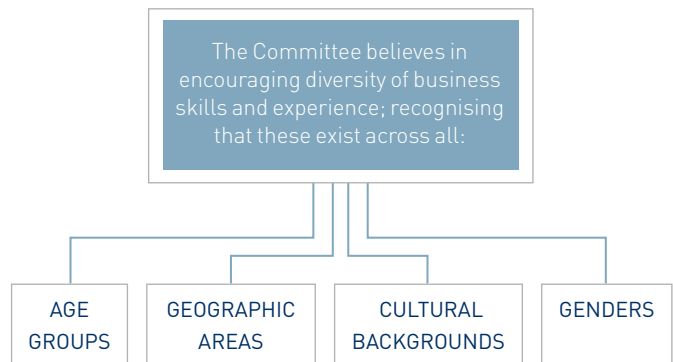 The Committee believes in
encouraging diversity of business
skills and experience; recognising
that these exist across all:
AGE
GROUPS
GEOGRAPHIC
AREAS
CULTURAL
BACKGROUNDS
GENDERS